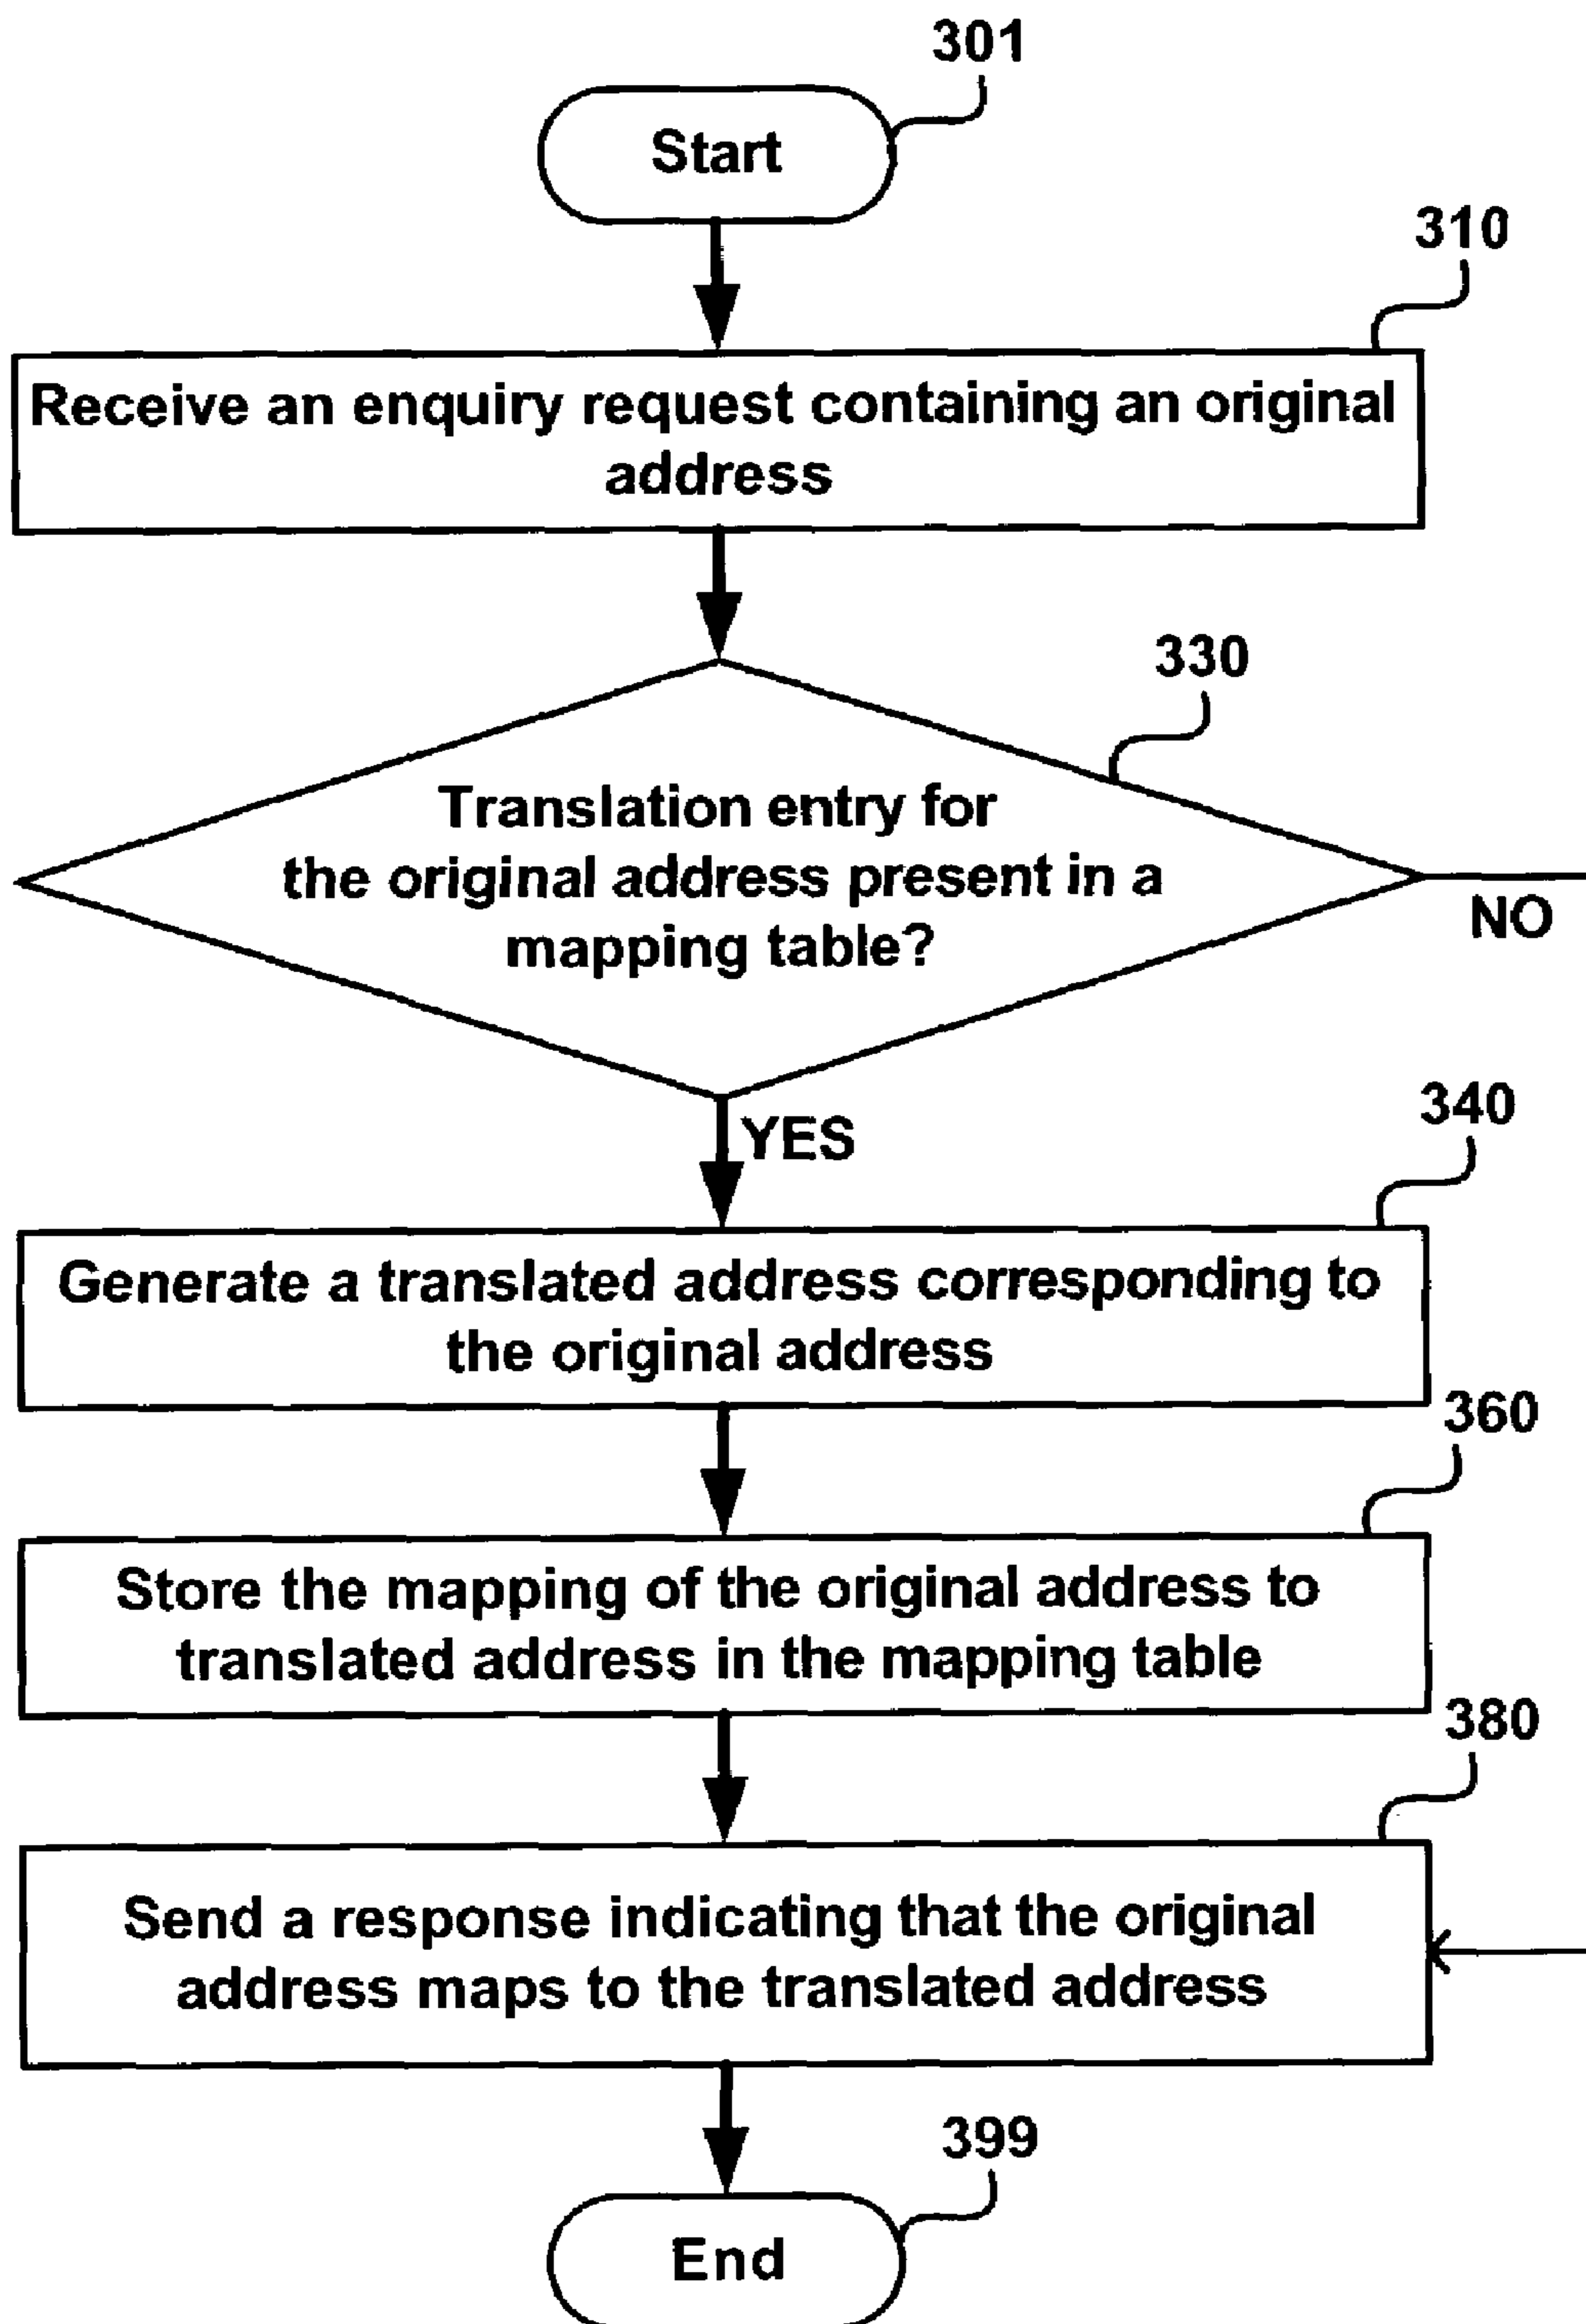 301
Start
310
Receive an enquiry request containing an original
address
330
Translation entry for
the original address present in a
mapping table?
NO
YES
340
Generate a translated address corresponding to
the original address
360
Store the mapping of the original address to
translated address in the mapping table
380
Send a response indicating that the original
address maps to the translated address
399
End